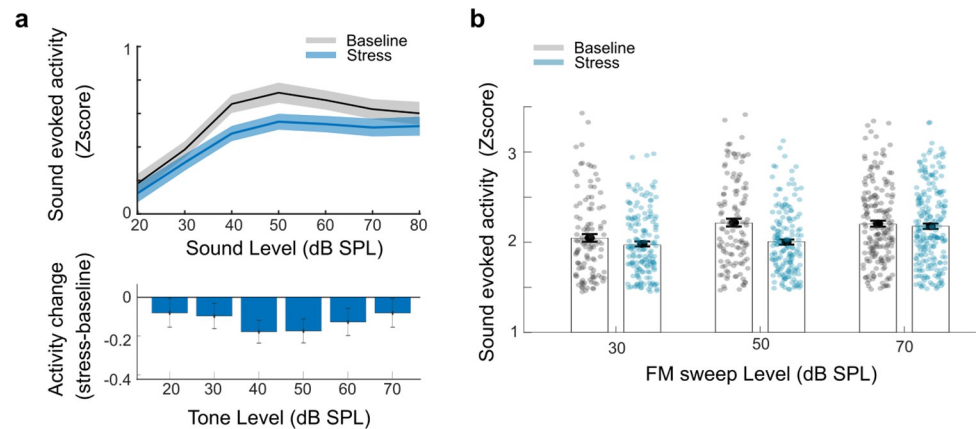 a
Sound evoked activity
(Zscore)
Baseline
Stress
1
0
20
30
40
50
60
70
80
Sound Level (dB SPL)
Activity change
(stress-baseline)
0
-0.2
-0.4
20
30
40
50
60
70
Tone Level (dB SPL)
b
Baseline
Stress
Sound evoked activity (Zscore)
3
2
1
30
50
70
FM sweep Level (dB SPL)